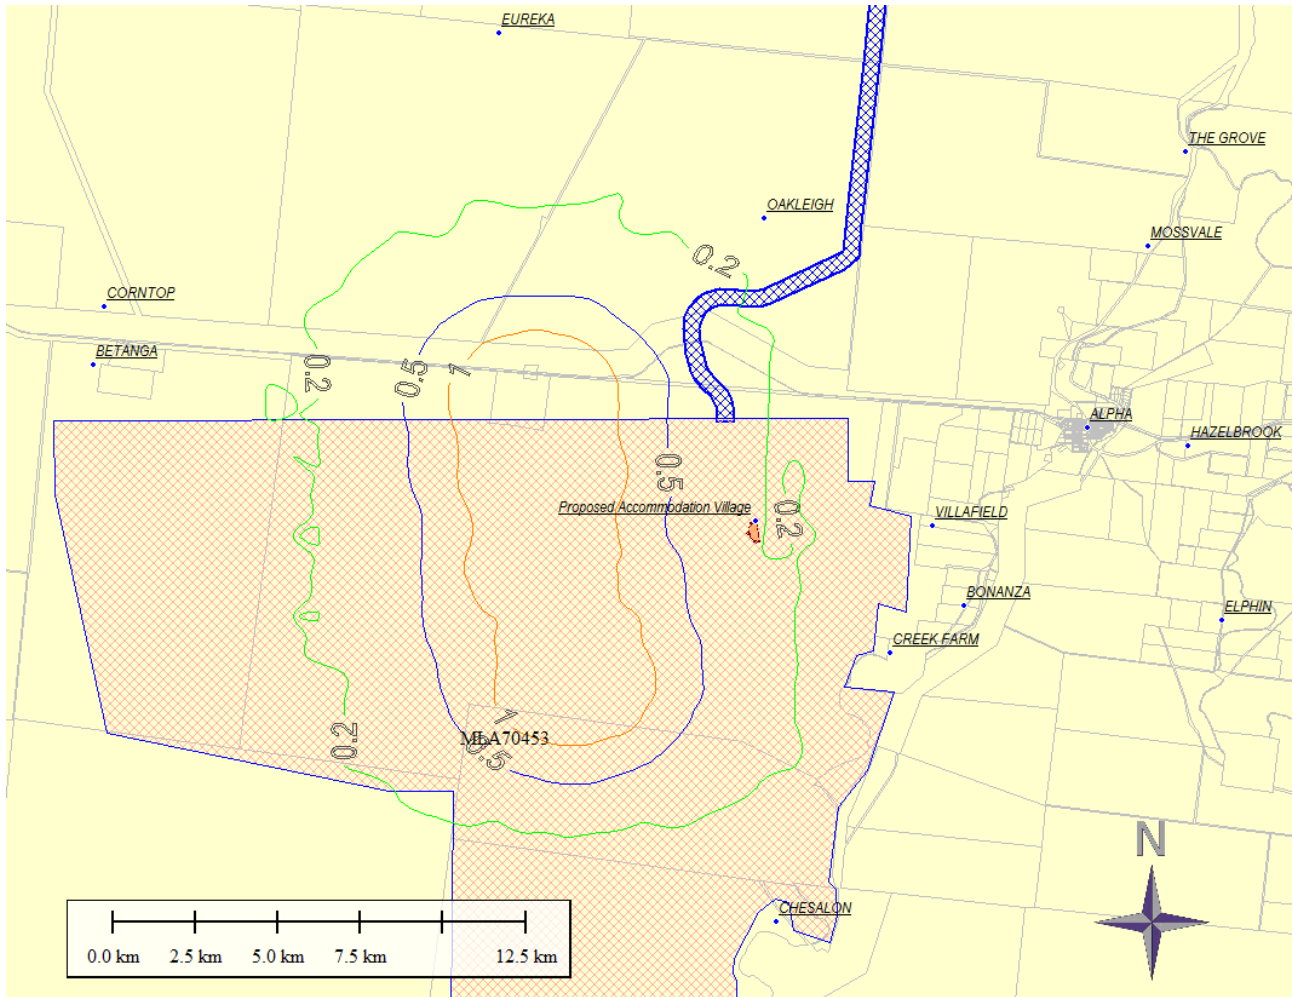 EUREKA
THE GROVE
OAKLEIGH
MOSSVALE
0.2
CORNTOP
BETANGA
0.2
0.5
1
ALPHA
HAZELBROOK
0.5
Proposed Accommodation Village
0.2
VILLAFIELD
BONANZA
ELPHIN
CREEK FARM
1
0.2
MLA70453
0.5
N
CHESALON
0.0 km 2.5 km 5.0 km 7.5 km 12.5 km